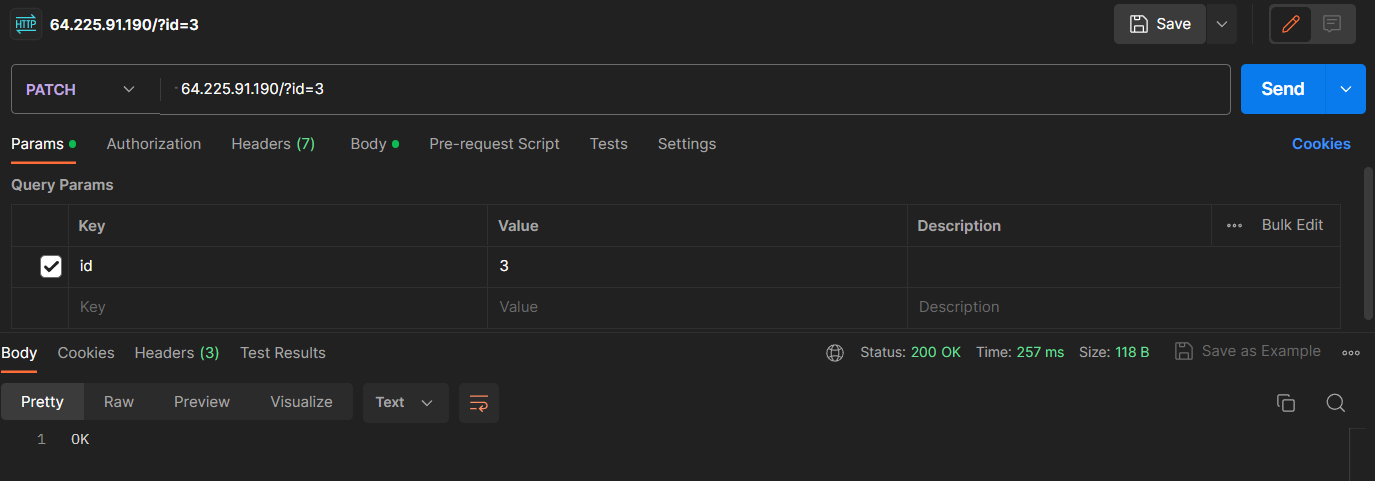 HTTP 64.225.91.190/?id=3 Save
PATCH 64.225.91.190/?id=3 Send
Params Authorization Headers (7) Body Pre-request Script Tests Settings Cookies
Query Params
Key Value Description Bulk Edit
id 3
Key Value Description
Body Cookies Headers (3) Test Results Status: 200 OK Time: 257 ms Size: 118 B Save as Example
Pretty Raw Preview Visualize Text
1 OK